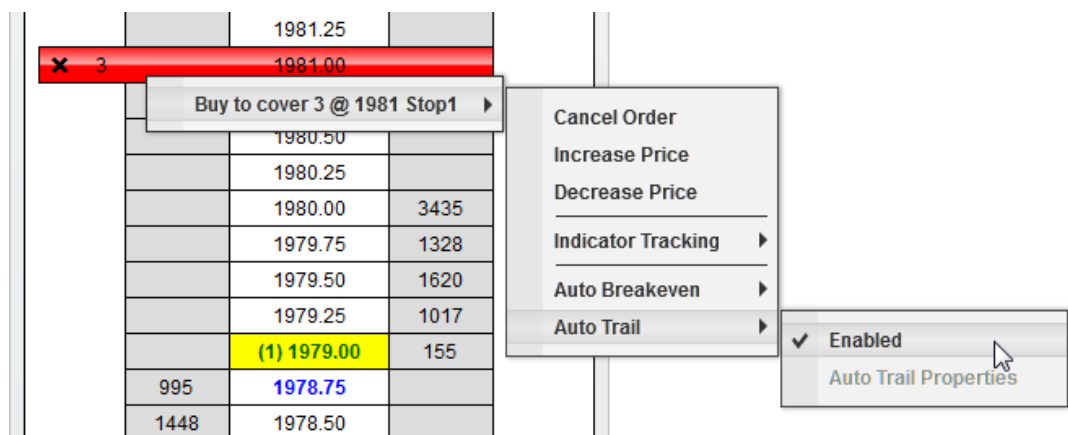 1981.25
3 1981.00
Buy to cover 3 @ 1981 Stop1
1980.50
1980.25
1980.00 3435
1979.75 1328
1979.50 1620
1979.25 1017
(1) 1979.00 155
995 1978.75
1448 1978.50
Cancel Order
Increase Price
Decrease Price
Indicator Tracking
Auto Breakeven
Auto Trail
Enabled
Auto Trail Properties